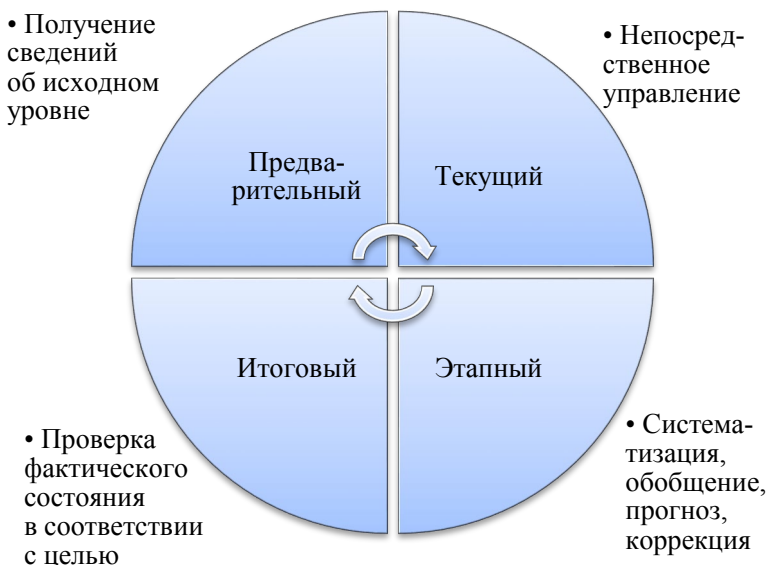 • Получение
сведений
об исходном
уровне
• Непосред-
ственное
управление
Предва-
рительный
Текущий
Итоговый
Этапный
• Проверка
фактического
состояния
в соответствии
с целью
• Система-
тизация,
обобщение,
прогноз,
коррекция